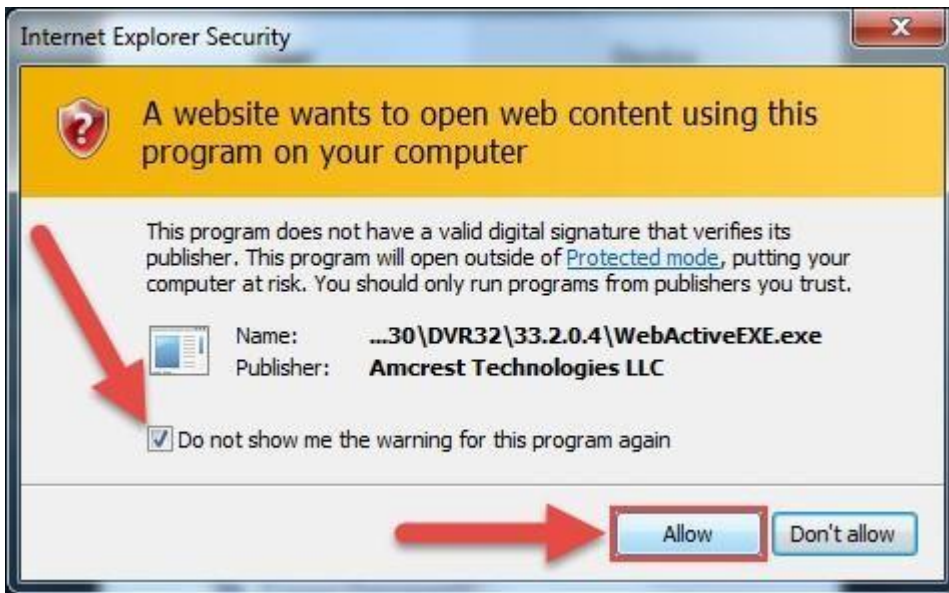 Internet Explorer Security
A website wants to open web content using this
program on your computer
This program does not have a valid digital signature that verifies its
publisher. This program will open outside of Protected mode, putting your
computer at risk. You should only run programs from publishers you trust.
Name: ...30\DVR32\33.2.0.4\WebActiveEXE.exe
Publisher: Amcrest Technologies LLC
Do not show me the warning for this program again
Allow Don't allow